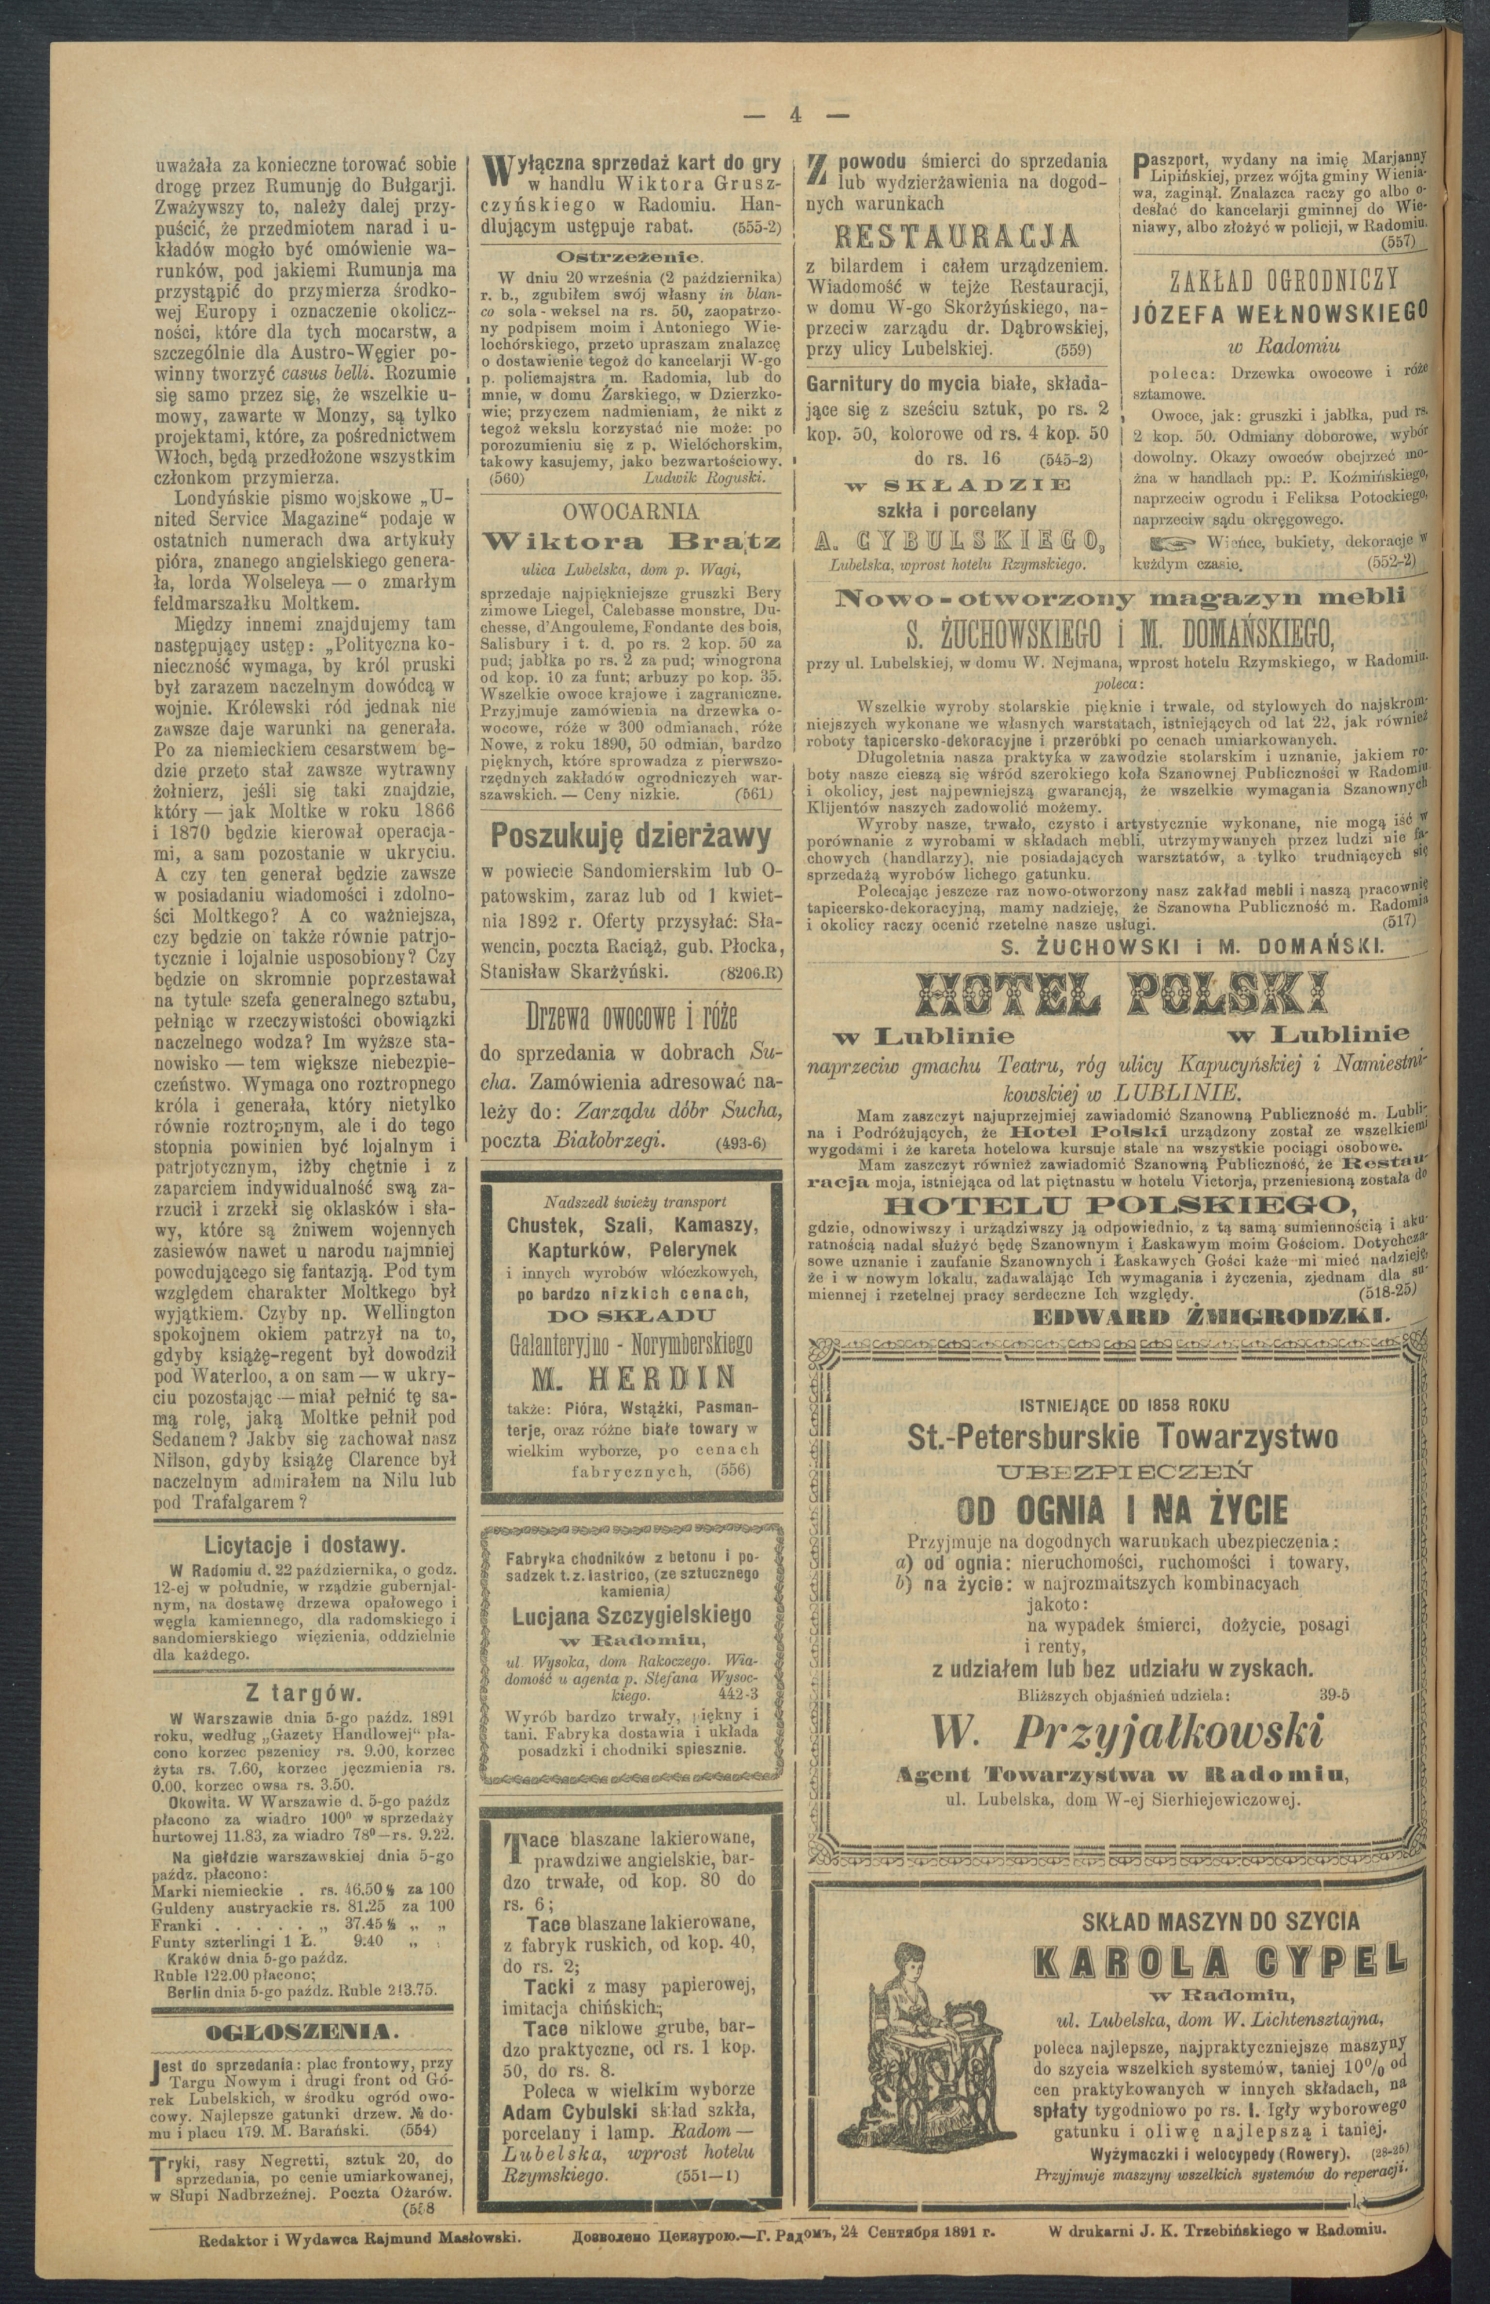 — 4 —
uważała za konieczne torować sobie
drogę przez Rumunję do Bułgarji.
Zważywszy to, należy dalej przy-
puścić, że przedmiotem narad i u-
kładów mogło być omówienie wa-
runków, pod jakiemi Rumunja ma
przystąpić do przymierza środko-
wej Europy i oznaczenie okolicz-
ności, które dla tych mocarstw, a
szczególnie dla Austro-Węgier po-
winny tworzyć casus belli. Rozumie
się samo przez się, że wszelkie u-
mowy, zawarte w Monzy, są tylko
projektami, które, za pośrednictwem
Włoch, będą przedłożone wszystkim
członkom przymierza.
Londyńskie pismo wojskowe „U-
nited Service Magazine“ podaje w
ostatnich numerach dwa artykuły
pióra, znanego angielskiego genera-
ła, lorda Wolseleya — o zmarłym
feldmarszałku Moltkem.
Między innemi znajdujemy tam
następujący ustęp: „Polityczna ko-
nieczność wymaga, by król pruski
był zarazem naczelnym dowódcą w
wojnie. Królewski ród jednak nie
zawsze daje warunki na generała.
Po za niemieckiem cesarstwem bę-
dzie przeto stał zawsze wytrawny
żołnierz, jeśli się taki znajdzie,
który — jak Moltke w roku 1866
i 1870 będzie kierował operacja-
mi, a sam pozostanie w ukryciu.
A czy ten generał będzie zawsze
w posiadaniu wiadomości i zdolno-
ści Moltkego? A co ważniejsza,
czy będzie on także równie patrjo-
tycznie i lojalnie usposobiony? Czy
będzie on skromnie poprzestawał
na tytule szefa generalnego sztabu,
pełniąc w rzeczywistości obowiązki
naczelnego wodza? Im wyższe sta-
nowisko — tem większe niebezpie-
czeństwo. Wymaga ono roztropnego
króla i generała, który nietylko
równie roztropnym, ale i do tego
stopnia powinien być lojalnym i
patrjotycznym, iżby chętnie i z
zaparciem indywidualność swą za-
rzucił i zrzekł się oklasków i sła-
wy, które są żniwem wojennych
zasiewów nawet u narodu najmniej
powodującego się fantazją. Pod tym
względem charakter Moltkego był
wyjątkiem. Czyby np. Wellington
spokojnem okiem patrzył na to,
gdyby książę-regent był dowodził
pod Waterloo, a on sam — w ukry-
ciu pozostając — miał pełnić tę sa-
mą rolę, jaką Moltke pełnił pod
Sedanem? Jakby się zachował nasz
Nilson, gdyby książę Clarence był
naczelnym admirałem na Nilu lub
pod Trafalgarem?
Licytacje i dostawy.
W Radomiu d. 22 października, o godz.
12-ej w południe, w rządzie gubernjal-
nym, na dostawę drzewa opałowego i
węgla kamiennego, dla radomskiego i
sandomierskiego więzienia, oddzielnie
dla każdego.
Z targów.
W Warszawie dnia 5-go paźdz. 1891
roku, według „Gazety Handlowej“ pła-
cono korzec pszenicy rs. 9.00, korzec
żyta rs. 7.60, korzec jęczmienia rs.
0.00, korzec owsa rs. 3.50.
Okowita. W Warszawie d. 5-go paźdz
płacono za wiadro 100° w sprzedaży
hurtowej 11.83, za wiadro 78°—rs. 9.22.
Na giełdzie warszawskiej dnia 5-go
paźdz. płacono:
Marki niemieckie . rs. 46.50 za 100
Guldeny austryackie rs. 81.25 za 100
Franki . . . . . „ 37.45 „ „
Funty szterlingi 1 Ł. 9:40 „
Kraków dnia 5-go paźdz.
Ruble 122.00 płacono;
Berlin dnia 5-go paźdz. Ruble 213.75.
OGŁOSZENIA.
Jest do sprzedania: plac frontowy, przy
Targu Nowym i drugi front od Gó-
rek Lubelskich, w środku ogród owo-
cowy. Najlepsze gatunki drzew. № do-
mu i placu 179. M. Barański. (554)
Tryki, rasy Negretti, sztuk 20, do
sprzedania, po cenie umiarkowanej,
w Słupi Nadbrzeżnej. Poczta Ożarów.
(558
Wyłączna sprzedaż kart do gry
w handlu Wiktora Grusz-
czyńskiego w Radomiu. Han-
dlującym ustępuje rabat. (555-2)
Ostrzeżenie.
W dniu 20 września (2 października)
r. b., zgubiłem swój własny in blan-
co sola-weksel na rs. 50, zaopatrzo-
ny podpisem moim i Antoniego Wie-
lochórskiego, przeto upraszam znalazcę
o dostawienie tegoż do kancelarji W-go
p. policmajstra m. Radomia, lub do
mnie, w domu Żarskiego, w Dzierzko-
wie; przyczem nadmieniam, że nikt z
tegoż wekslu korzystać nie może: po
porozumieniu się z p. Wielóchorskim,
takowy kasujemy, jako bezwartościowy.
(560) Ludwik Roguski.
OWOCARNIA
Wiktora Bratz
ulica Lubelska, dom p. Wagi,
sprzedaje najpiękniejsze gruszki Bery
zimowe Liegel, Calebasse monstre, Du-
chesse, d'Angouleme, Fondante des bois,
Salisbury i t. d. po rs. 2 kop. 50 za
pud; jabłka po rs. 2 za pud; winogrona
od kop. 10 za funt; arbuzy po kop. 35.
Wszelkie owoce krajowe i zagraniczne.
Przyjmuje zamówienia na drzewka o-
wocowe, róże w 300 odmianach, róże
Nowe, z roku 1890, 50 odmian, bardzo
pięknych, które sprowadza z pierwszo-
rzędnych zakładów ogrodniczych war-
szawskich. — Ceny nizkie. (561)
Poszukuję dzierżawy
w powiecie Sandomierskim lub O-
patowskim, zaraz lub od 1 kwiet-
nia 1892 r. Oferty przysyłać: Sła-
wencin, poczta Raciąż, gub. Płocka,
Stanisław Skarżyński. (8206.R)
Drzewa owocowe i róże
do sprzedania w dobrach Su-
cha. Zamówienia adresować na-
leży do: Zarządu dóbr Sucha,
poczta Białobrzegi. (493-6)
Nadszedł świeży transport
Chustek, Szali, Kamaszy,
Kapturków, Pelerynek
i innych wyrobów włóczkowych,
po bardzo nizkich cenach,
DO SKŁADU
Galanteryjno - Norymberskiego
M. HERDIN
także: Pióra, Wstążki, Pasman-
terje, oraz różne białe towary w
wielkim wyborze, po cenach
fabrycznych, (556)
Fabryka chodników z betonu i po-
sadzek t.z. lastrico, (ze sztucznego
kamienia)
Lucjana Szczygielskiego
w Radomiu,
ul. Wysoka, dom Rakoczego. Wia-
domość u agenta p. Stefana Wysoc-
kiego. 442-3
Wyrób bardzo trwały, piękny i
tani. Fabryka dostawia i układa
posadzki i chodniki spiesznie.
Tace blaszane lakierowane,
prawdziwe angielskie, bar-
dzo trwałe, od kop. 80 do
rs. 6;
Tace blaszane lakierowane,
z fabryk ruskich, od kop. 40,
do rs. 2;
Tacki z masy papierowej,
imitacja chińskich;
Tace niklowe grube, bar-
dzo praktyczne, od rs. 1 kop.
50, do rs. 8.
Poleca w wielkim wyborze
Adam Cybulski skład szkła,
porcelany i lamp. Radom —
Lubelska, wprost hotelu
Rzymskiego. (551—1)
Z powodu śmierci do sprzedania
lub wydzierżawienia na dogod-
nych warunkach
RESTAURACJA
z bilardem i całem urządzeniem.
Wiadomość w tejże Restauracji,
w domu W-go Skorżyńskiego, na-
przeciw zarządu dr. Dąbrowskiej,
przy ulicy Lubelskiej. (559)
Garnitury do mycia białe, składa-
jące się z sześciu sztuk, po rs. 2
kop. 50, kolorowe od rs. 4 kop. 50
do rs. 16 (545-2)
w SKŁADZIE
szkła i porcelany
A. CYBULSKIEGO,
Lubelska, wprost hotelu Rzymskiego.
Paszport, wydany na imię Marjanny
Lipińskiej, przez wójta gminy Wienia-
wa, zaginął. Znalazca raczy go albo o-
desłać do kancelarji gminnej do Wie-
niawy, albo złożyć w policji, w Radomiu.
(557)
ZAKŁAD OGRODNICZY
JÓZEFA WEŁNOWSKIEGO
w Radomiu
poleca: Drzewka owocowe i róże
sztamowe.
Owoce, jak: gruszki i jabłka, pud rs.
2 kop. 50. Odmiany doborowe, wybór
dowolny. Okazy owoców obejrzeć mo-
żna w handlach pp.: P. Koźmińskiego,
naprzeciw ogrodu i Feliksa Potockiego,
naprzeciw sądu okręgowego.
Wieńce, bukiety, dekoracje w
każdym czasie. (552-2)
Nowo-otworzony magazyn mebli
S. ŻUCHOWSKIEGO i M. DOMAŃSKIEGO,
przy ul. Lubelskiej, w domu W. Nejmana, wprost hotelu Rzymskiego, w Radomiu.
poleca:
Wszelkie wyroby stolarskie pięknie i trwale, od stylowych do najskrom-
niejszych wykonane we własnych warstatach, istniejących od lat 22, jak również
roboty tapicersko-dekoracyjne i przeróbki po cenach umiarkowanych.
Długoletnia nasza praktyka w zawodzie stolarskim i uznanie, jakiem ro-
boty nasze cieszą się wśród szerokiego koła Szanownej Publiczności w Radomiu
i okolicy, jest najpewniejszą gwarancją, że wszelkie wymagania Szanownych
Klijentów naszych zadowolić możemy.
Wyroby nasze, trwało, czysto i artystycznie wykonane, nie mogą iść w
porównanie z wyrobami w składach mebli, utrzymywanych przez ludzi nie fa-
chowych (handlarzy), nie posiadających warsztatów, a tylko trudniących się
sprzedażą wyrobów lichego gatunku.
Polecając jeszcze raz nowo-otworzony nasz zakład mebli i naszą pracownię
tapicersko-dekoracyjną, mamy nadzieję, że Szanowna Publiczność m. Radomia
i okolicy raczy ocenić rzetelne nasze usługi. (517)
S. ŻUCHOWSKI i M. DOMAŃSKI.
HOTEL POLSKI
w Lublinie w Lublinie
naprzeciw gmachu Teatru, róg ulicy Kapucyńskiej i Namiestni-
kowskiej w LUBLINIE.
Mam zaszczyt najuprzejmiej zawiadomić Szanowną Publiczność m. Lubli-
na i Podróżujących, że Hotel Polski urządzony został ze wszelkiemi
wygodami i że kareta hotelowa kursuje stale na wszystkie pociągi osobowe.
Mam zaszczyt również zawiadomić Szanowną Publiczność, że Restau-
racja moja, istniejąca od lat piętnastu w hotelu Victorja, przeniesioną została do
HOTELU POLSKIEGO,
gdzie, odnowiwszy i urządziwszy ją odpowiednio, z tą samą sumiennością i aku-
ratnością nadal służyć będę Szanownym i Łaskawym moim Gościom. Dotychcza-
sowe uznanie i zaufanie Szanownych i Łaskawych Gości każe mi mieć nadzieję,
że i w nowym lokalu, zadawalając Ich wymagania i życzenia, zjednam dla su-
miennej i rzetelnej pracy serdeczne Ich względy. (518-25)
EDWARD ŻMIGRODZKI.
ISTNIEJĄCE OD 1858 ROKU
St.-Petersburskie Towarzystwo
UBEZPIECZEŃ
OD OGNIA I NA ŻYCIE
Przyjmuje na dogodnych warunkach ubezpieczenia:
a) od ognia: nieruchomości, ruchomości i towary,
b) na życie: w najrozmaitszych kombinacyach
jakoto:
na wypadek śmierci, dożycie, posagi
i renty,
z udziałem lub bez udziału w zyskach.
Bliższych objaśnień udziela: 39-5
W. Przyjałkowski
Agent Towarzystwa w Radomiu,
ul. Lubelska, dom W-ej Sierhiejewiczowej.
SKŁAD MASZYN DO SZYCIA
KAROLA CYPEL
w Radomiu,
ul. Lubelska, dom W. Lichtensztajna,
poleca najlepsze, najpraktyczniejsze maszyny
do szycia wszelkich systemów, taniej 10% od
cen praktykowanych w innych składach, na
spłaty tygodniowo po rs. 1. Igły wyborowego
gatunku i oliwę najlepszą i taniej.
Wyżymaczki i welocypedy (Rowery). (28-25)
Przyjmuje maszyny wszelkich systemów do reperacji.
Redaktor i Wydawca Rajmund Masłowski. Дозволено Цензурою.—Г. Радомъ, 24 Сентября 1891 г. W drukarni J. K. Trzebińskiego w Radomiu.